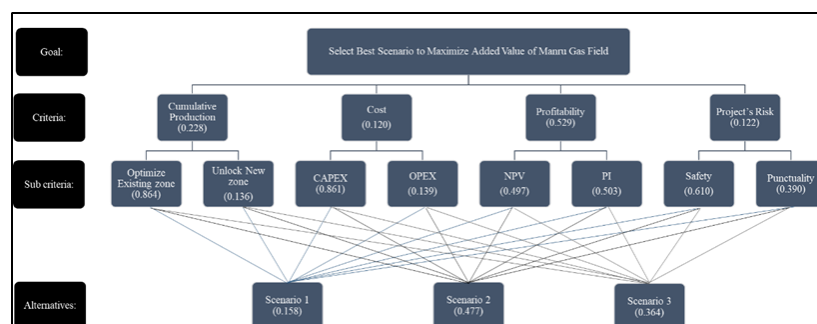 Goal:
Select Best Scenario to Maximize Added Value of Manru Gas Field
Criteria:
Cumulative
Production
(0.228)
Cost
(0.120)
Profitability
(0.529)
Project's Risk
(0.122)
Sub criteria:
Optimize
Existing zone
(0.864)
Unlock New
zone
(0.136)
CAPEX
(0.861)
OPEX
(0.139)
NPV
(0.497)
PI
(0.503)
Safety
(0.610)
Punctuality
(0.390)
Alternatives:
Scenario 1
(0.158)
Scenario 2
(0.477)
Scenario 3
(0.364)